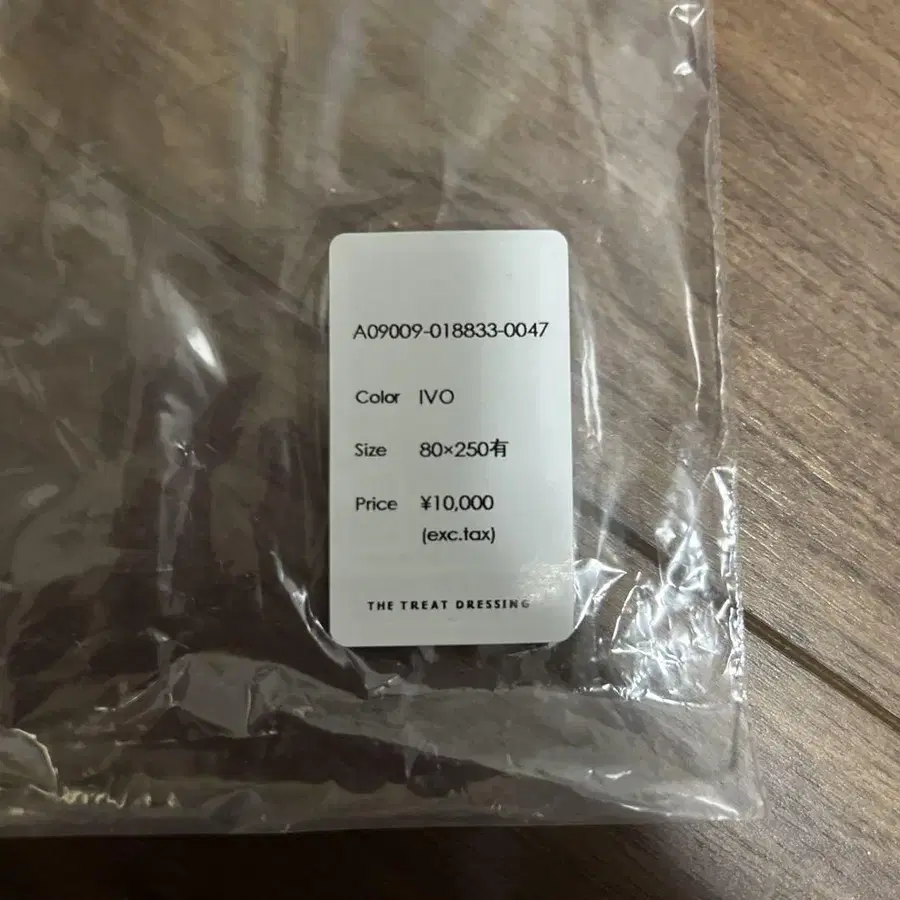 A09009-018833-0047
Color IVO
Size 80×250有
Price ¥10,000
(exc.tax)
THE TREAT DRESSING